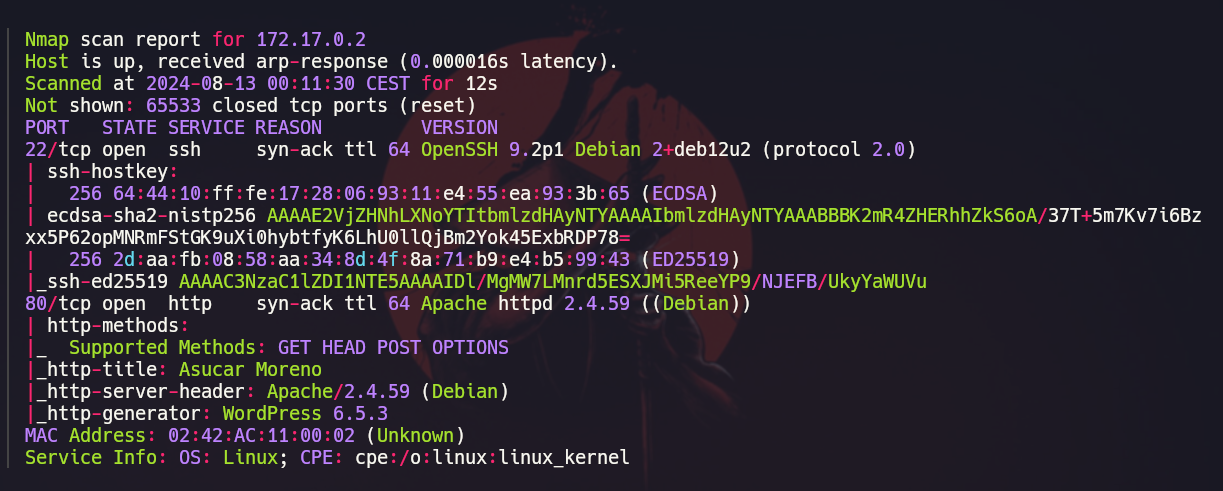 Nmap scan report for 172.17.0.2
Host is up, received arp-response (0.000016s latency).
Scanned at 2024-08-13 00:11:30 CEST for 12s
Not shown: 65533 closed tcp ports (reset)
PORT   STATE SERVICE REASON         VERSION
22/tcp open  ssh     syn-ack ttl 64 OpenSSH 9.2p1 Debian 2+deb12u2 (protocol 2.0)
| ssh-hostkey:
|   256 64:44:10:ff:fe:17:28:06:93:11:e4:55:ea:93:3b:65 (ECDSA)
| ecdsa-sha2-nistp256 AAAAE2VjZHNhLXNoYTItbmlzdHAyNTYAAAAIbmlzdHAyNTYAAABBBBK2mR4ZHERhhZkS6oA/37T+5m7Kv7i6Bz
xx5P62opMNRmFStGK9uXi0hybtfyK6LhU0llQjBm2Yok45ExbRDP78=
|   256 2d:aa:fb:08:58:aa:34:8d:4f:8a:71:b9:e4:b5:99:43 (ED25519)
|_ssh-ed25519 AAAAC3NzaC1lZDI1NTE5AAAAIDl/MgMW7LMnrd5ESXJMi5ReeYP9/NJEFB/UkyYaWUVu
80/tcp open  http    syn-ack ttl 64 Apache httpd 2.4.59 ((Debian))
| http-methods:
|_  Supported Methods: GET HEAD POST OPTIONS
|_http-title: Asucar Moreno
|_http-server-header: Apache/2.4.59 (Debian)
|_http-generator: WordPress 6.5.3
MAC Address: 02:42:AC:11:00:02 (Unknown)
Service Info: OS: Linux; CPE: cpe:/o:linux:linux_kernel